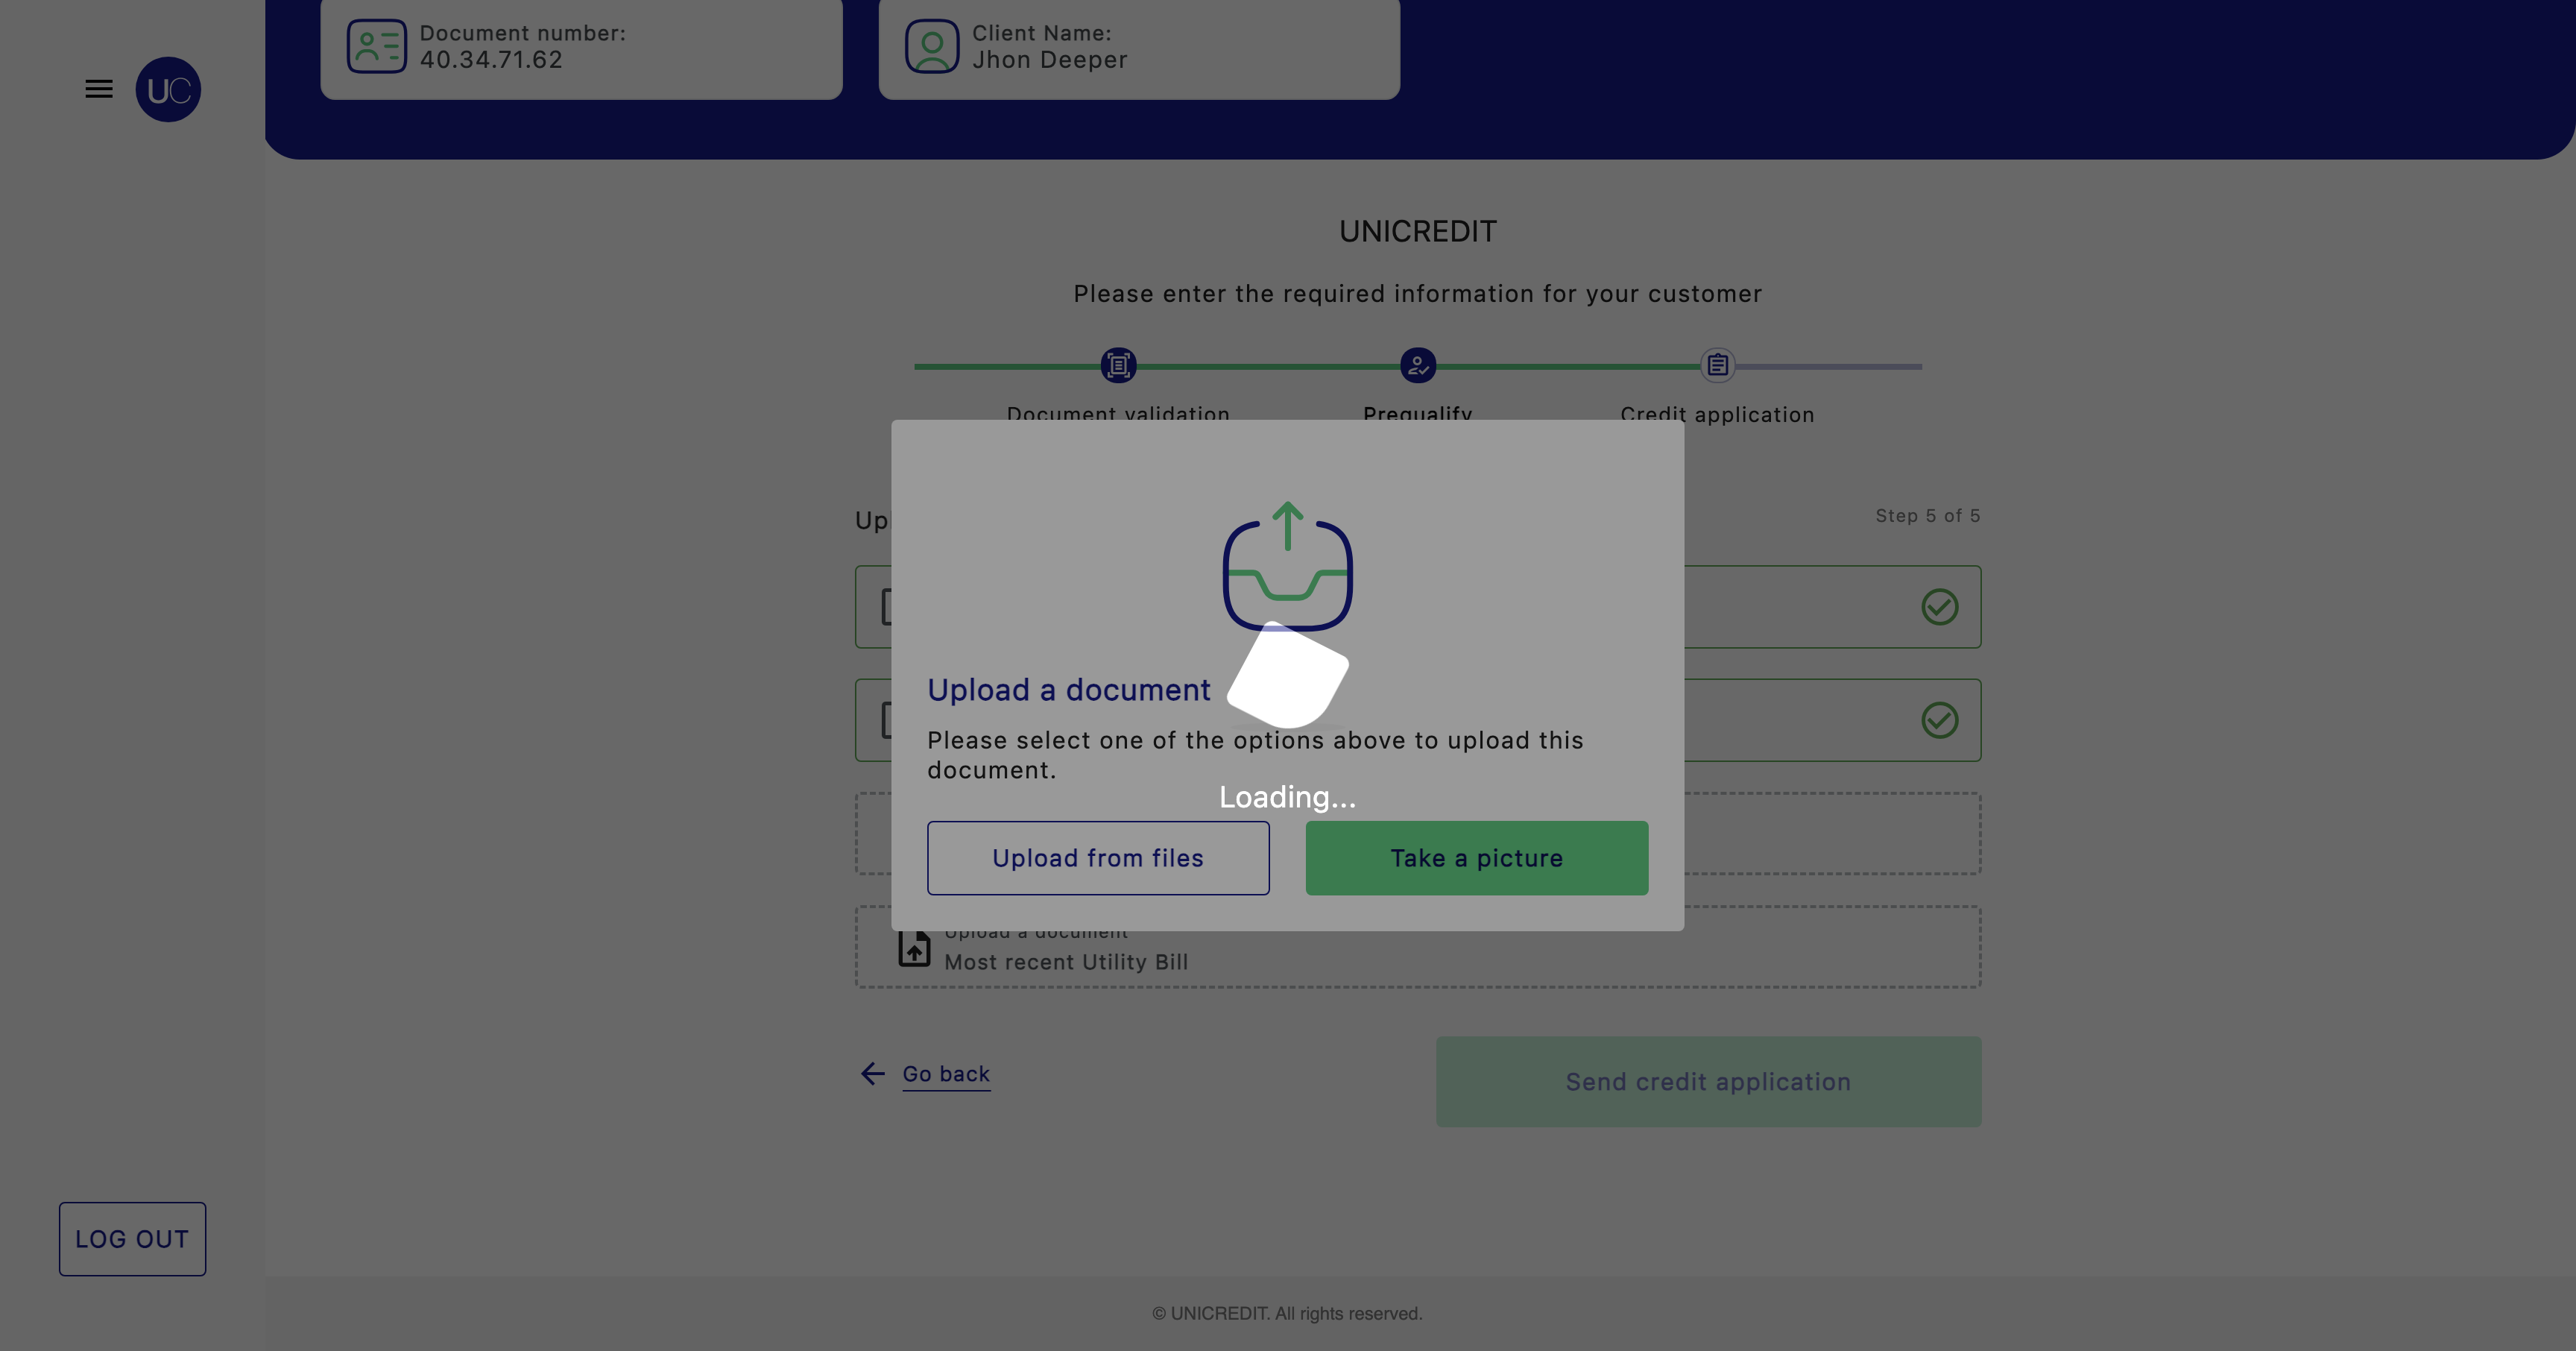 Document number:
40.34.71.62
Client Name:
Jhon Deeper
UC
UNICREDIT
Please enter the required information for your customer
Document validation
Prequalify
Credit application
Up
Step 5 of 5
Upload a document
Please select one of the options above to upload this
document.
Loading...
Upload from files
Take a picture
Upload a document
Most recent Utility Bill
Go back
Send credit application
LOG OUT
© UNICREDIT. All rights reserved.